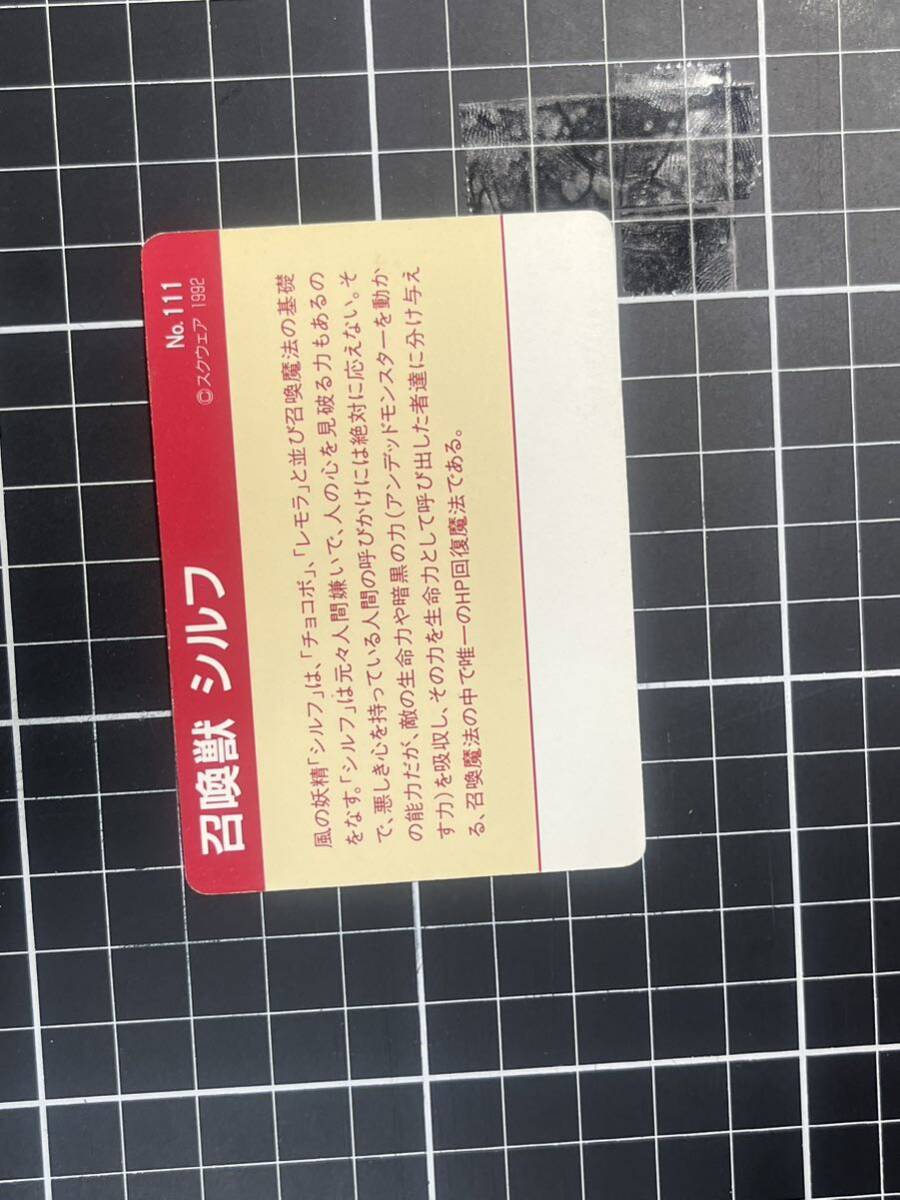 召喚獣 シルフ
No. 111
©スクウェア 1992
風の妖精「シルフ」は、「チョコボ」、「レモラ」と並び召喚魔法の基礎
をなす。「シルフ」は元々人間嫌いで、人の心を見破る力もあるの
で、悪しき心を持っている人間の呼びかけには絶対に応えない。そ
の能力だが、敵の生命力や暗黒の力（アンデッドモンスターを動か
す力）を吸収し、その力を生命力として呼び出した者達に分け与え
る、召喚魔法の中で唯一のHP回復魔法である。